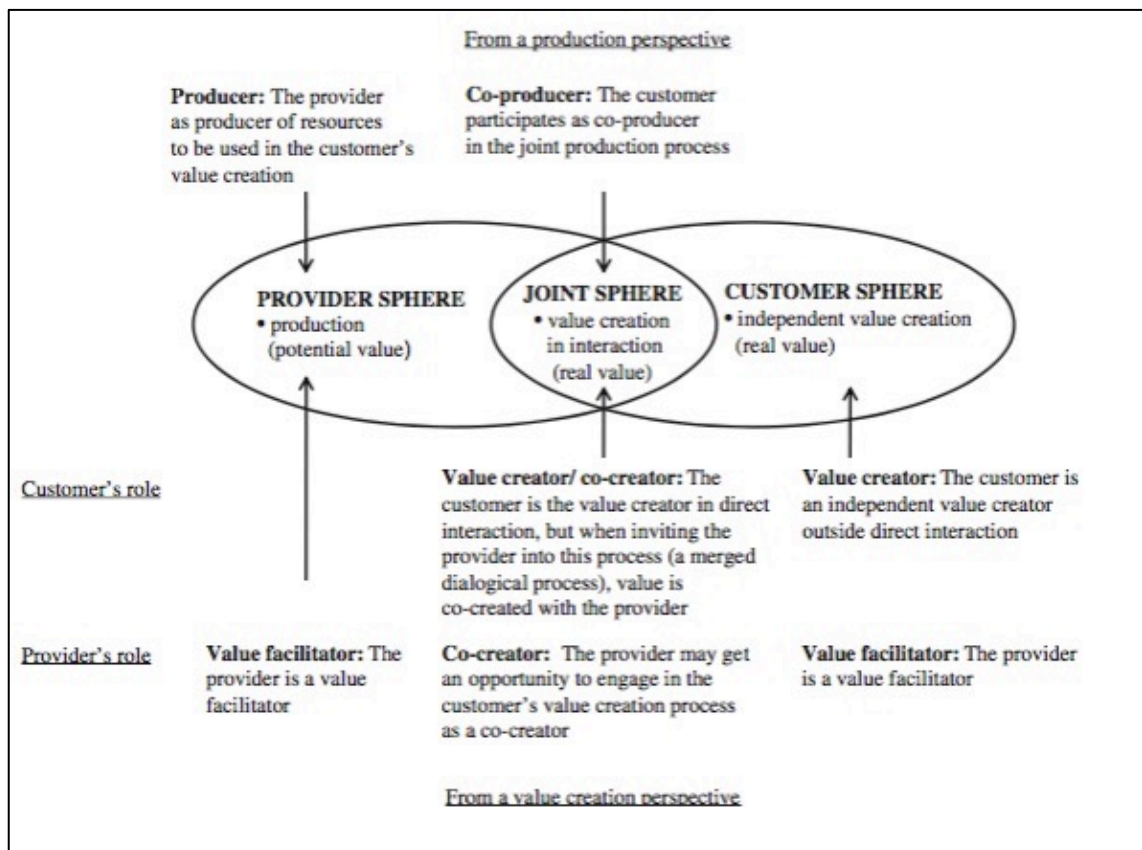 From a production perspective
Producer: The provider
as producer of resources
to be used in the customer's
value creation
Co-producer: The customer
participates as co-producer
in the joint production process
PROVIDER SPHERE
• production
(potential value)
JOINT SPHERE
• value creation
in interaction
(real value)
CUSTOMER SPHERE
• independent value creation
(real value)
Customer's role
Value creator/ co-creator: The
customer is the value creator in direct
interaction, but when inviting the
provider into this process (a merged
dialogical process), value is
co-created with the provider
Value creator: The customer is
an independent value creator
outside direct interaction
Provider's role
Value facilitator: The
provider is a value
facilitator
Co-creator: The provider may get
an opportunity to engage in the
customer's value creation process
as a co-creator
Value facilitator: The provider
is a value facilitator
From a value creation perspective